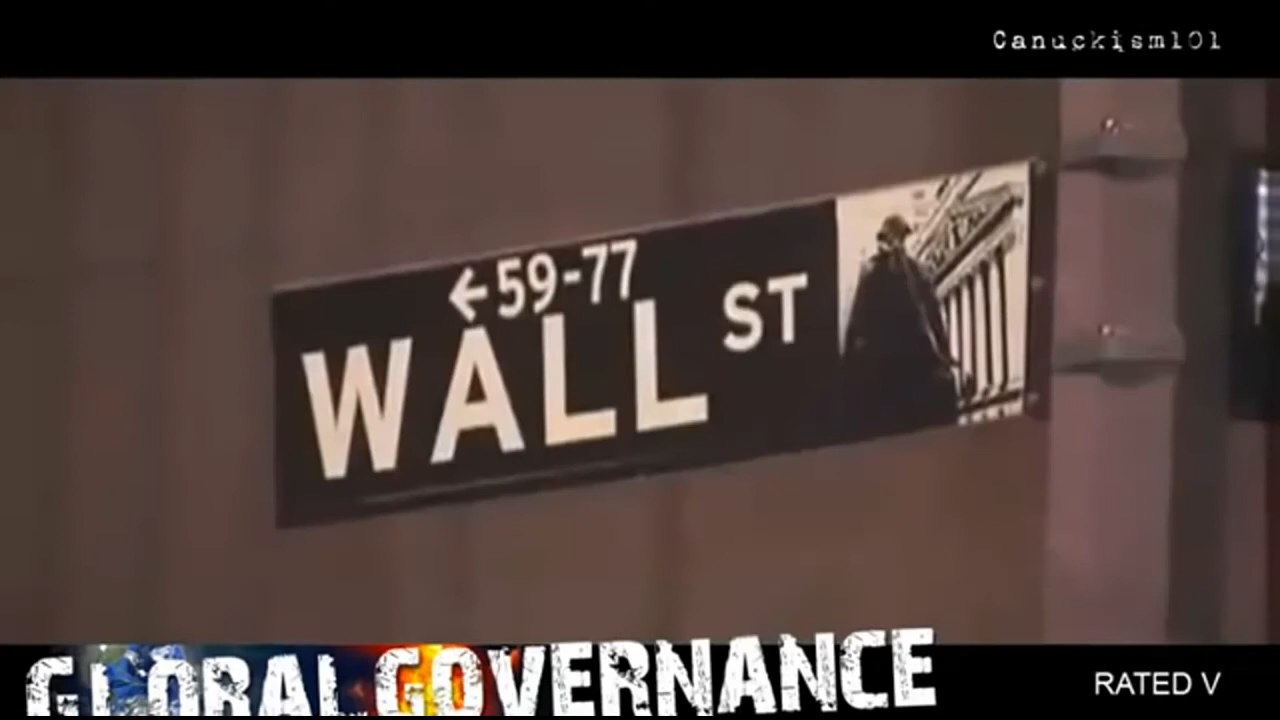 Canuckism101
←59-77
WALL ST
GLOBAL GOVERNANCE
RATED V